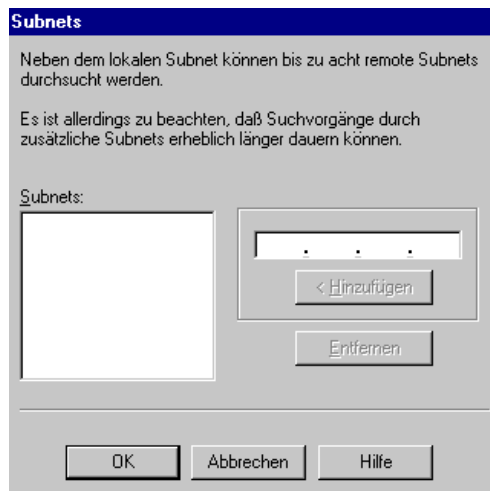 Subnets
Neben dem lokalen Subnet können bis zu acht remote Subnets
durchsucht werden.
Es ist allerdings zu beachten, daß Suchvorgänge durch
zusätzliche Subnets erheblich länger dauern können.
Subnets:
. . .
< Hinzufügen
Entfernen
OK Abbrechen Hilfe